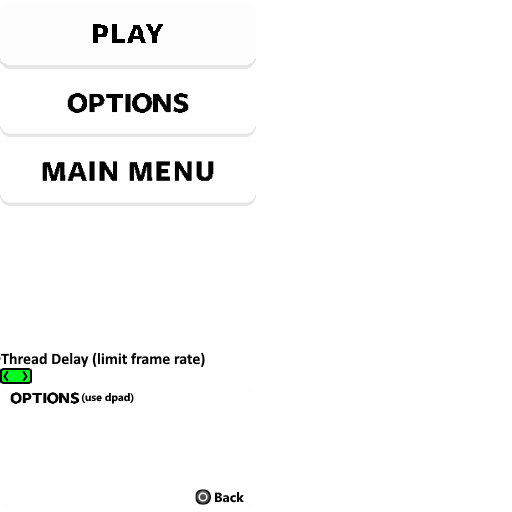 PLAY
OPTIONS
MAIN MENU
Thread Delay (limit frame rate)
OPTIONS (use dpad)
Back